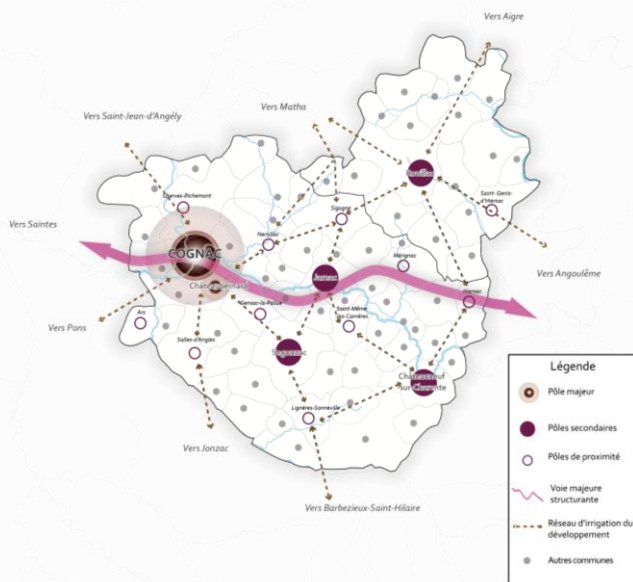 Vers Aigre
Vers Matha
Vers Saint-Jean-d'Angély
Cherves-Richemont
Saint-Genis-
d'Hiersac
Sigogne
Vers Saintes
Nercillac
COGNAC
Mérignac
Jarnac
Vers Angoulême
Châteaubernard
Hiersac
Gensac-la-Pallue
Saint-Même
les-Carrières
Vers Pons
Ars
Salles-d'Angles
Segonzac
Châteauneuf
sur-Charente
Lignères-Sonneville
Vers Jonzac
Vers Barbezieux-Saint-Hilaire
Légende
Pôle majeur
Pôles secondaires
Pôles de proximité
Voie majeure
structurante
Réseau d'irrigation du
développement
Autres communes